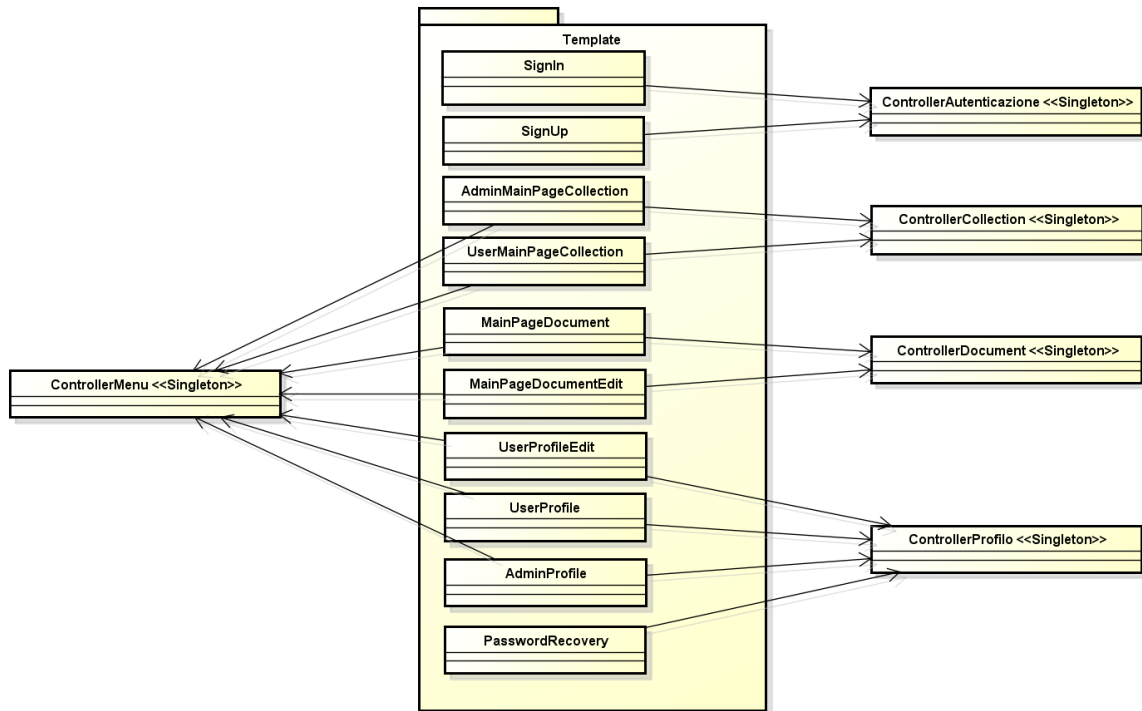 Template
SignIn
ControllerAutenticazione <<Singleton>>
SignUp
AdminMainPageCollection
ControllerCollection <<Singleton>>
UserMainPageCollection
MainPageDocument
ControllerDocument <<Singleton>>
ControllerMenu <<Singleton>>
MainPageDocumentEdit
UserProfileEdit
UserProfile
ControllerProfilo <<Singleton>>
AdminProfile
PasswordRecovery